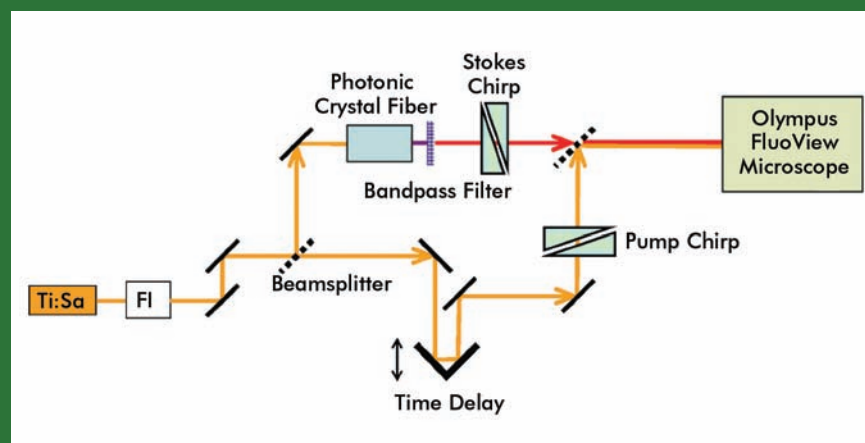 Stokes
Chirp
Photonic
Crystal Fiber
Olympus
FluoView
Microscope
Bandpass Filter
Pump Chirp
Beamsplitter
Ti:Sa
FI
Time Delay